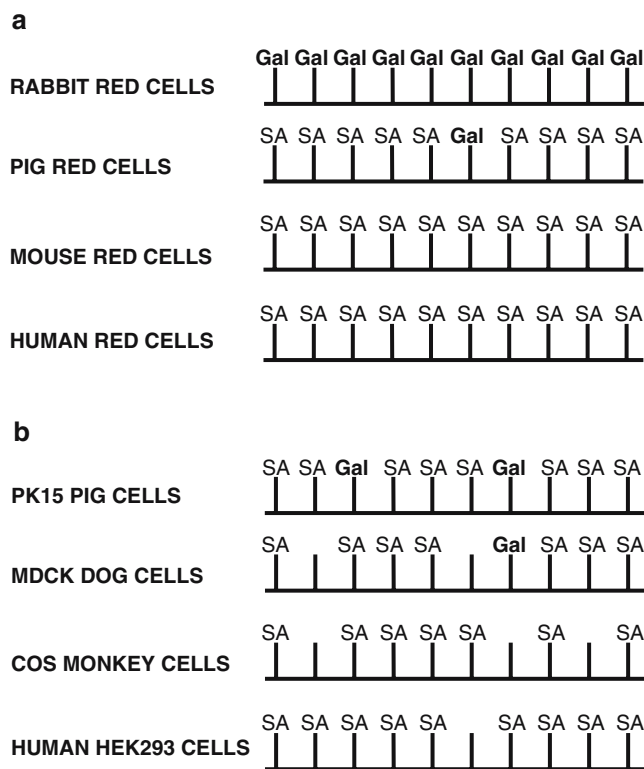 a
Gal Gal Gal Gal Gal Gal Gal Gal Gal Gal
RABBIT RED CELLS
SA SA SA SA SA Gal SA SA SA SA
PIG RED CELLS
SA SA SA SA SA SA SA SA SA SA
MOUSE RED CELLS
SA SA SA SA SA SA SA SA SA SA
HUMAN RED CELLS
b
SA SA Gal SA SA SA Gal SA SA SA
PK15 PIG CELLS
SA SA SA SA Gal SA SA SA
MDCK DOG CELLS
SA SA SA SA SA SA SA
COS MONKEY CELLS
SA SA SA SA SA SA SA SA SA
HUMAN HEK293 CELLS